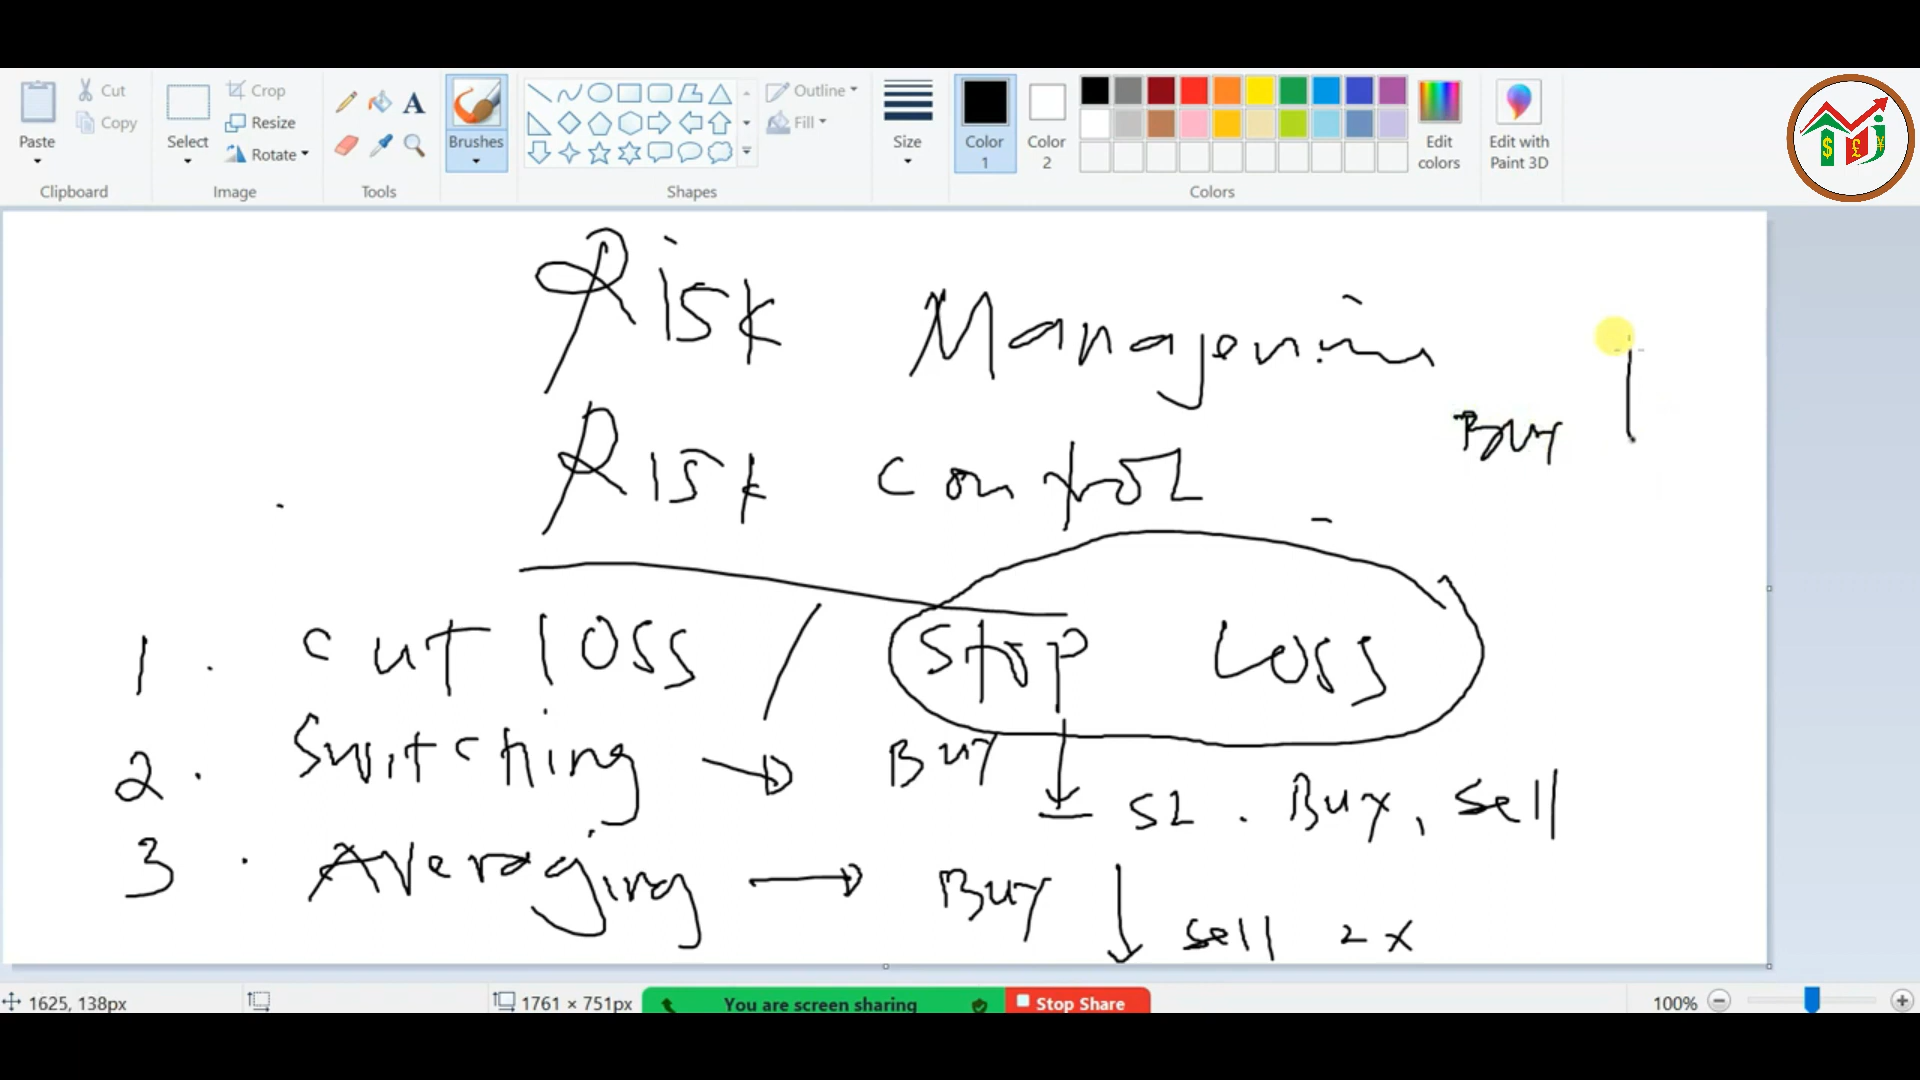 Cut
Copy
Paste
Clipboard
Crop
Resize
Rotate
Select
Image
Tools
Brushes
Outline
Fill
Shapes
Size
Color 1
Color 2
Colors
Edit colors
Edit with Paint 3D
Risk
BUY
Risk control
1. cut loss / Stop Loss
2. Switching → BUY ↓ SL. Buy, sell
3. Averaging → BUY ↓ sell 2x
1625, 138px
1761 × 751px
You are screen sharing
Stop Share
100%